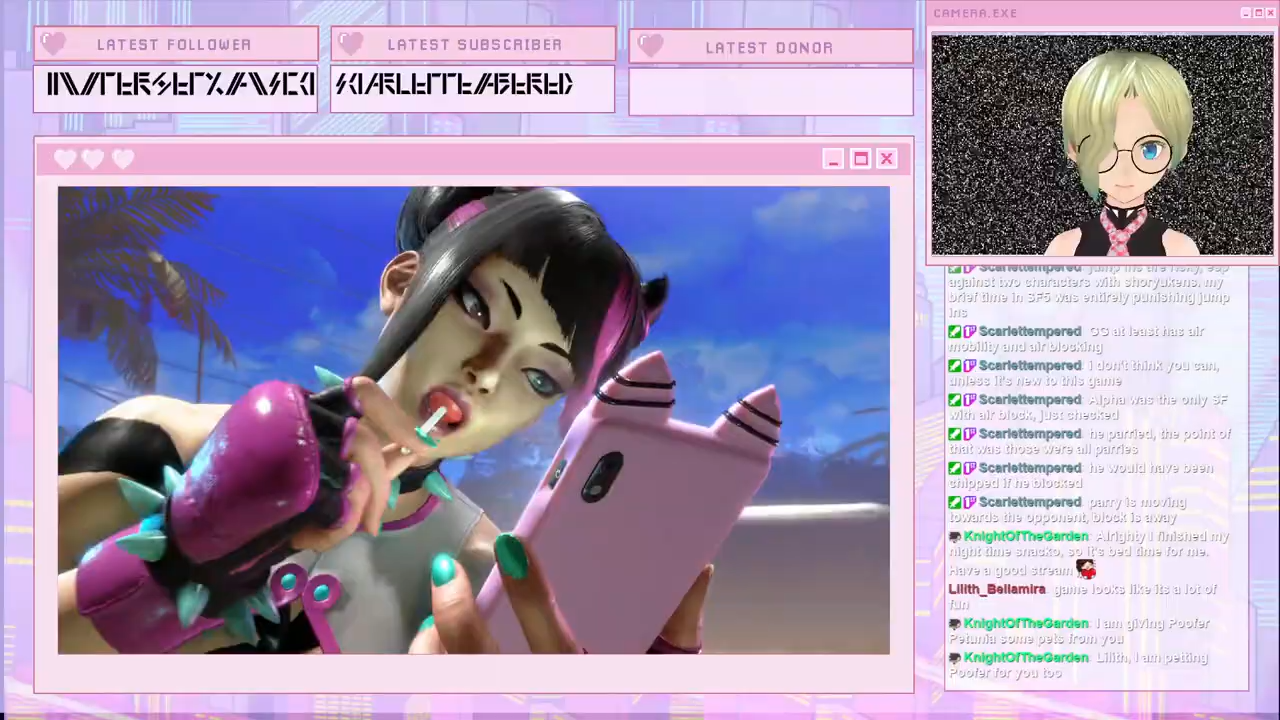 CAMERA.EXE
LATEST FOLLOWER
LATEST SUBSCRIBER
LATEST DONOR
SCARLETTEMPERED
Scarlettempered jump ins are risky, esp
against two characters with shoryukens. my
brief time in SF5 was entirely punishing jump
ins
Scarlettempered GG at least has air
mobility and air blocking
Scarlettempered i don't think you can,
unless it's new to this game
Scarlettempered Alpha was the only SF
with air block, just checked
Scarlettempered he parried, the point of
that was those were all parries
Scarlettempered he would have been
chipped if he blocked
Scarlettempered parry is moving
towards the opponent, block is away
KnightOfTheGarden Alrighty I finished my
night time snacko, so it's bed time for me.
Have a good stream
Lilith_Bellamira game looks like its a lot of
fun
KnightOfTheGarden I am giving Poofer
Petunia some pets from you
KnightOfTheGarden Lilith, I am petting
Poofer for you too